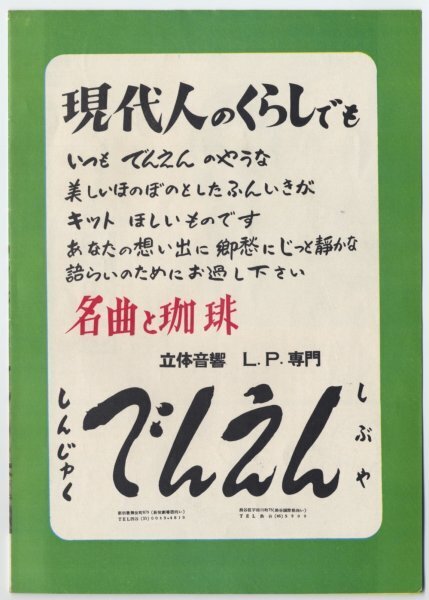 現代人のくらしでも
いつも でんえん のやうな
美しいほのぼのとしたふんいきが
キット ほしいものです
あなたの想い出に 郷愁にじっと靜かな
語らいのためにお過し下さい
名曲と珈琲
立体音響 L.P.専門
しんじゆく
でんえん
しぶや